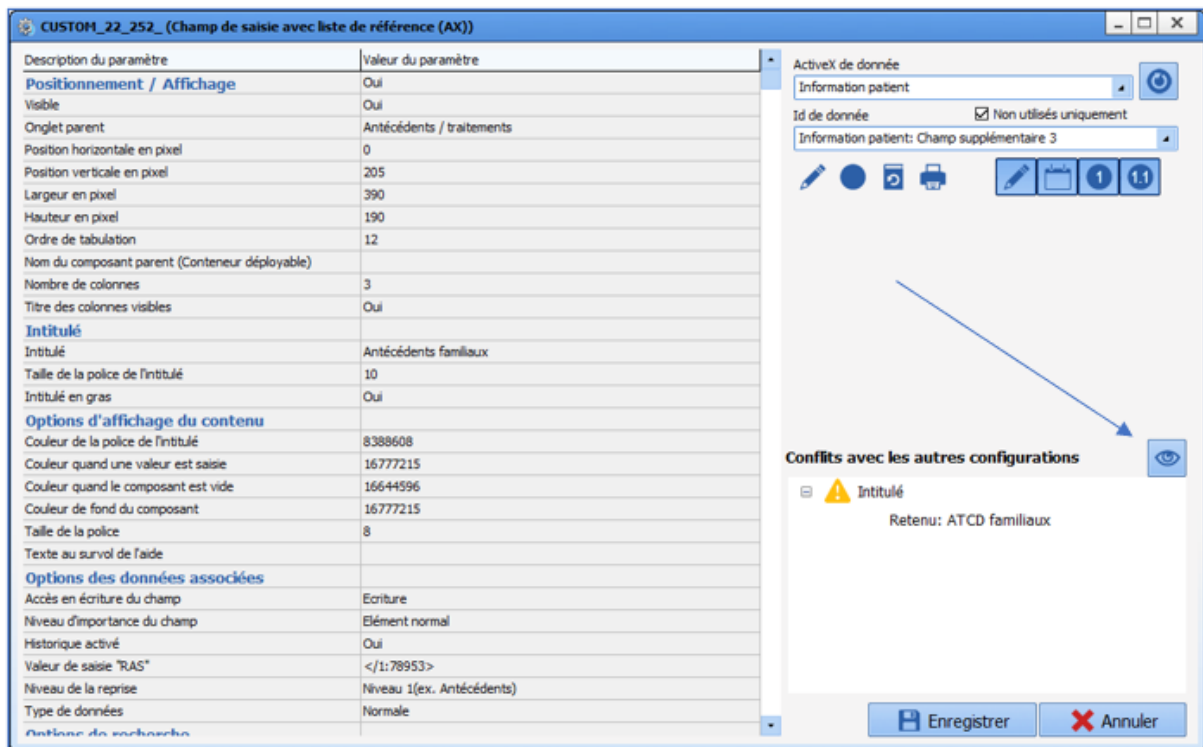 CUSTOM_22_252_ (Champ de saisie avec liste de référence (AX))
Description du paramètre Valeur du paramètre
Positionnement / Affichage Oui
Visible Oui
Onglet parent Antécédents / traitements
Position horizontale en pixel 0
Position verticale en pixel 205
Largeur en pixel 390
Hauteur en pixel 190
Ordre de tabulation 12
Nom du composant parent (Conteneur déployable)
Nombre de colonnes 3
Titre des colonnes visibles Oui
Intitulé
Intitulé Antécédents familiaux
Taille de la police de l'intitulé 10
Intitulé en gras Oui
Options d'affichage du contenu
Couleur de la police de l'intitulé 8388608
Couleur quand une valeur est saisie 16777215
Couleur quand le composant est vide 16644596
Couleur de fond du composant 16777215
Taille de la police 8
Texte au survol de l'aide
Options des données associées
Accès en écriture du champ Ecriture
Niveau d'importance du champ Elément normal
Historique activé Oui
Valeur de saisie "RAS" </1:78953>
Niveau de la reprise Niveau 1(ex. Antécédents)
Type de données Normale
Options de recherche
ActiveX de donnée
Information patient
Id de donnée Non utilisés uniquement
Information patient: Champ supplémentaire 3
1 1.1
Conflits avec les autres configurations
Intitulé
Retenu: ATCD familiaux
Enregistrer Annuler